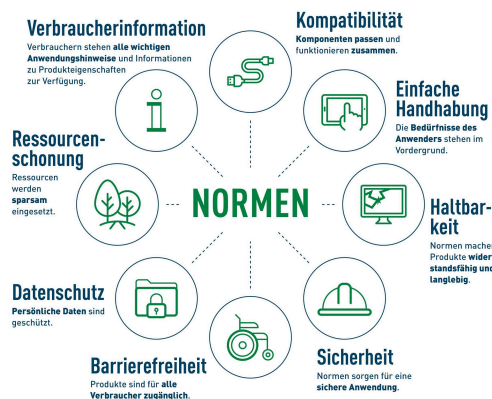 Verbraucherinformation
Verbrauchern stehen alle wichtigen
Anwendungshinweise und Informationen
zu Produkteigenschaften
zur Verfügung.
Kompatibilität
Komponenten passen und
funktionieren zusammen.
Einfache
Handhabung
Die Bedürfnisse des
Anwenders stehen im
Vordergrund.
Ressourcen-
schonung
Ressourcen
werden
sparsam
eingesetzt.
NORMEN
Haltbar-
keit
Normen machen
Produkte wider
standsfähig und
langlebig.
Datenschutz
Persönliche Daten sind
geschützt.
Barrierefreiheit
Produkte sind für alle
Verbraucher zugänglich.
Sicherheit
Normen sorgen für eine
sichere Anwendung.